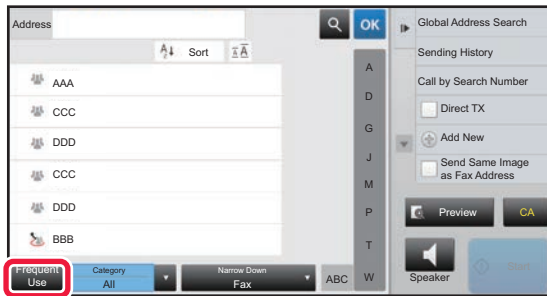 Address
OK
Sort
AAA
CCC
DDD
CCC
DDD
BBB
A
D
G
J
M
P
T
W
Frequent
Use
Category
All
Narrow Down
Fax
ABC
Global Address Search
Sending History
Call by Search Number
Direct TX
Add New
Send Same Image
as Fax Address
Preview
CA
Speaker
Start